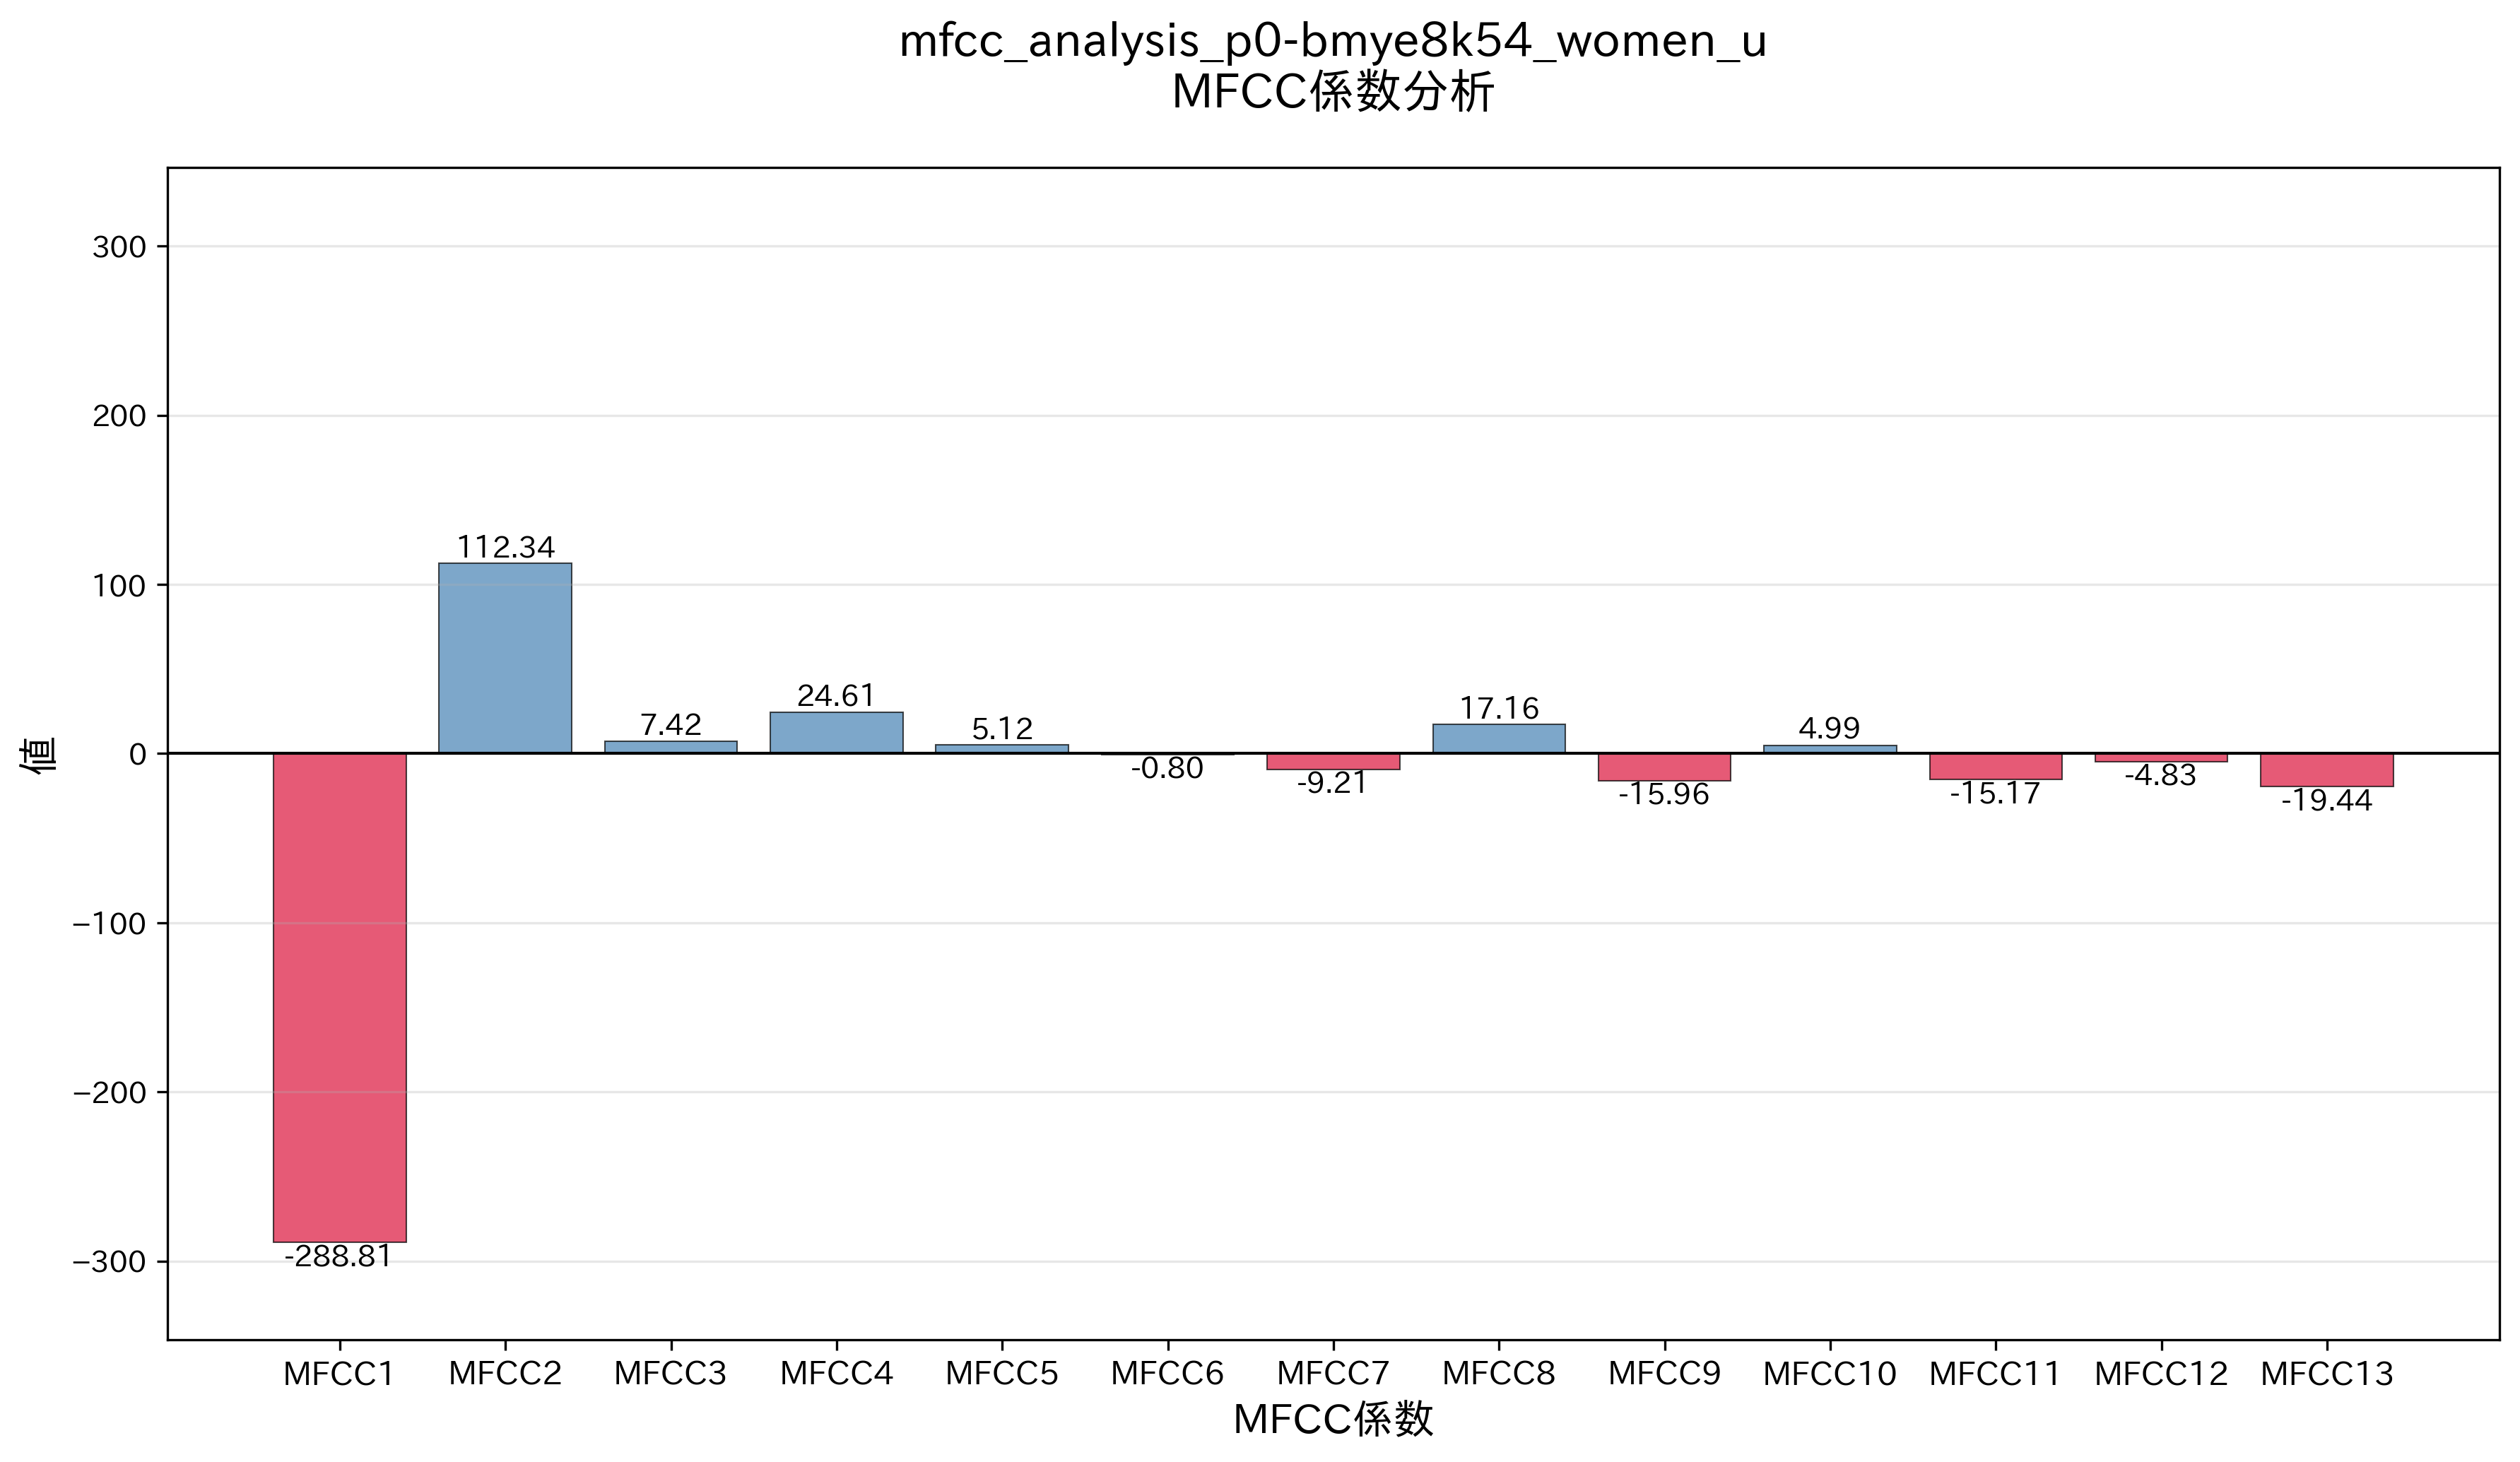 mfcc_analysis_p0-bmye8k54_women_u
MFCC係数分析
300
200
100
0
−100
−200
−300
値
-288.81
112.34
7.42
24.61
5.12
-0.80
-9.21
17.16
-15.96
4.99
-15.17
-4.83
-19.44
MFCC1
MFCC2
MFCC3
MFCC4
MFCC5
MFCC6
MFCC7
MFCC8
MFCC9
MFCC10
MFCC11
MFCC12
MFCC13
MFCC係数